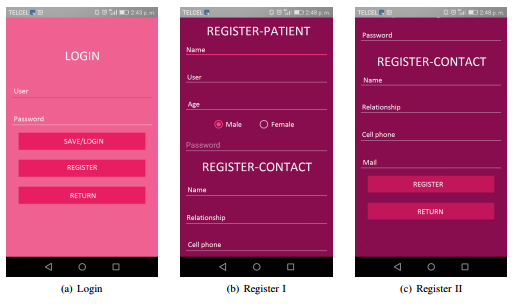 TELCEL 2:43 p. m.
LOGIN
User
Password
SAVE/LOGIN
REGISTER
RETURN
(a) Login
TELCEL 2:48 p. m.
REGISTER-PATIENT
Name
User
Age
Male Female
Password
REGISTER-CONTACT
Name
Relationship
Cell phone
(b) Register I
TELCEL 2:48 p. m.
Password
REGISTER-CONTACT
Name
Relationship
Cell phone
Mail
REGISTER
RETURN
(c) Register II